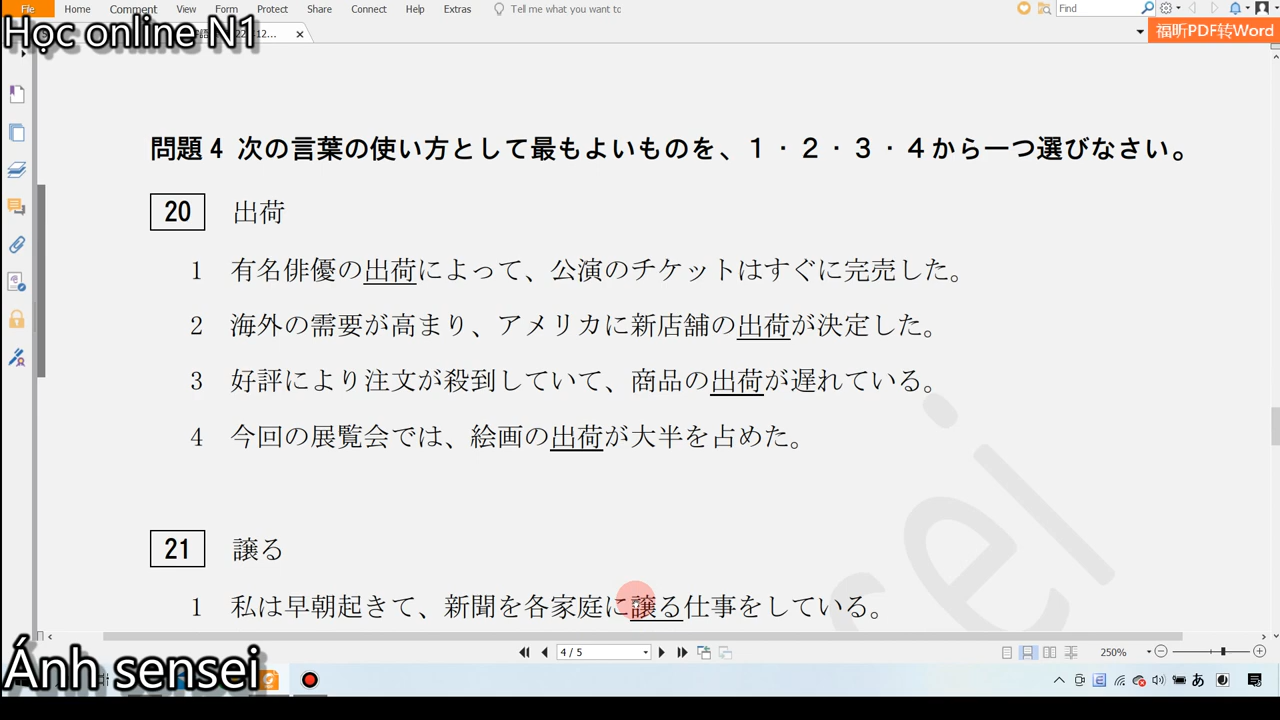 File Home Comment View Form Protect Share Connect Help Extras Tell me what you want to Find
Học online N1
福昕PDF转Word
問題4 次の言葉の使い方として最もよいものを、1・2・3・4から一つ選びなさい。
20 出荷
1 有名俳優の出荷によって、公演のチケットはすぐに完売した。
2 海外の需要が高まり、アメリカに新店舗の出荷が決定した。
3 好評により注文が殺到していて、商品の出荷が遅れている。
4 今回の展覧会では、絵画の出荷が大半を占めた。
21 譲る
1 私は早朝起きて、新聞を各家庭に譲る仕事をしている。
4 / 5
250%
Ánh sensei
あ